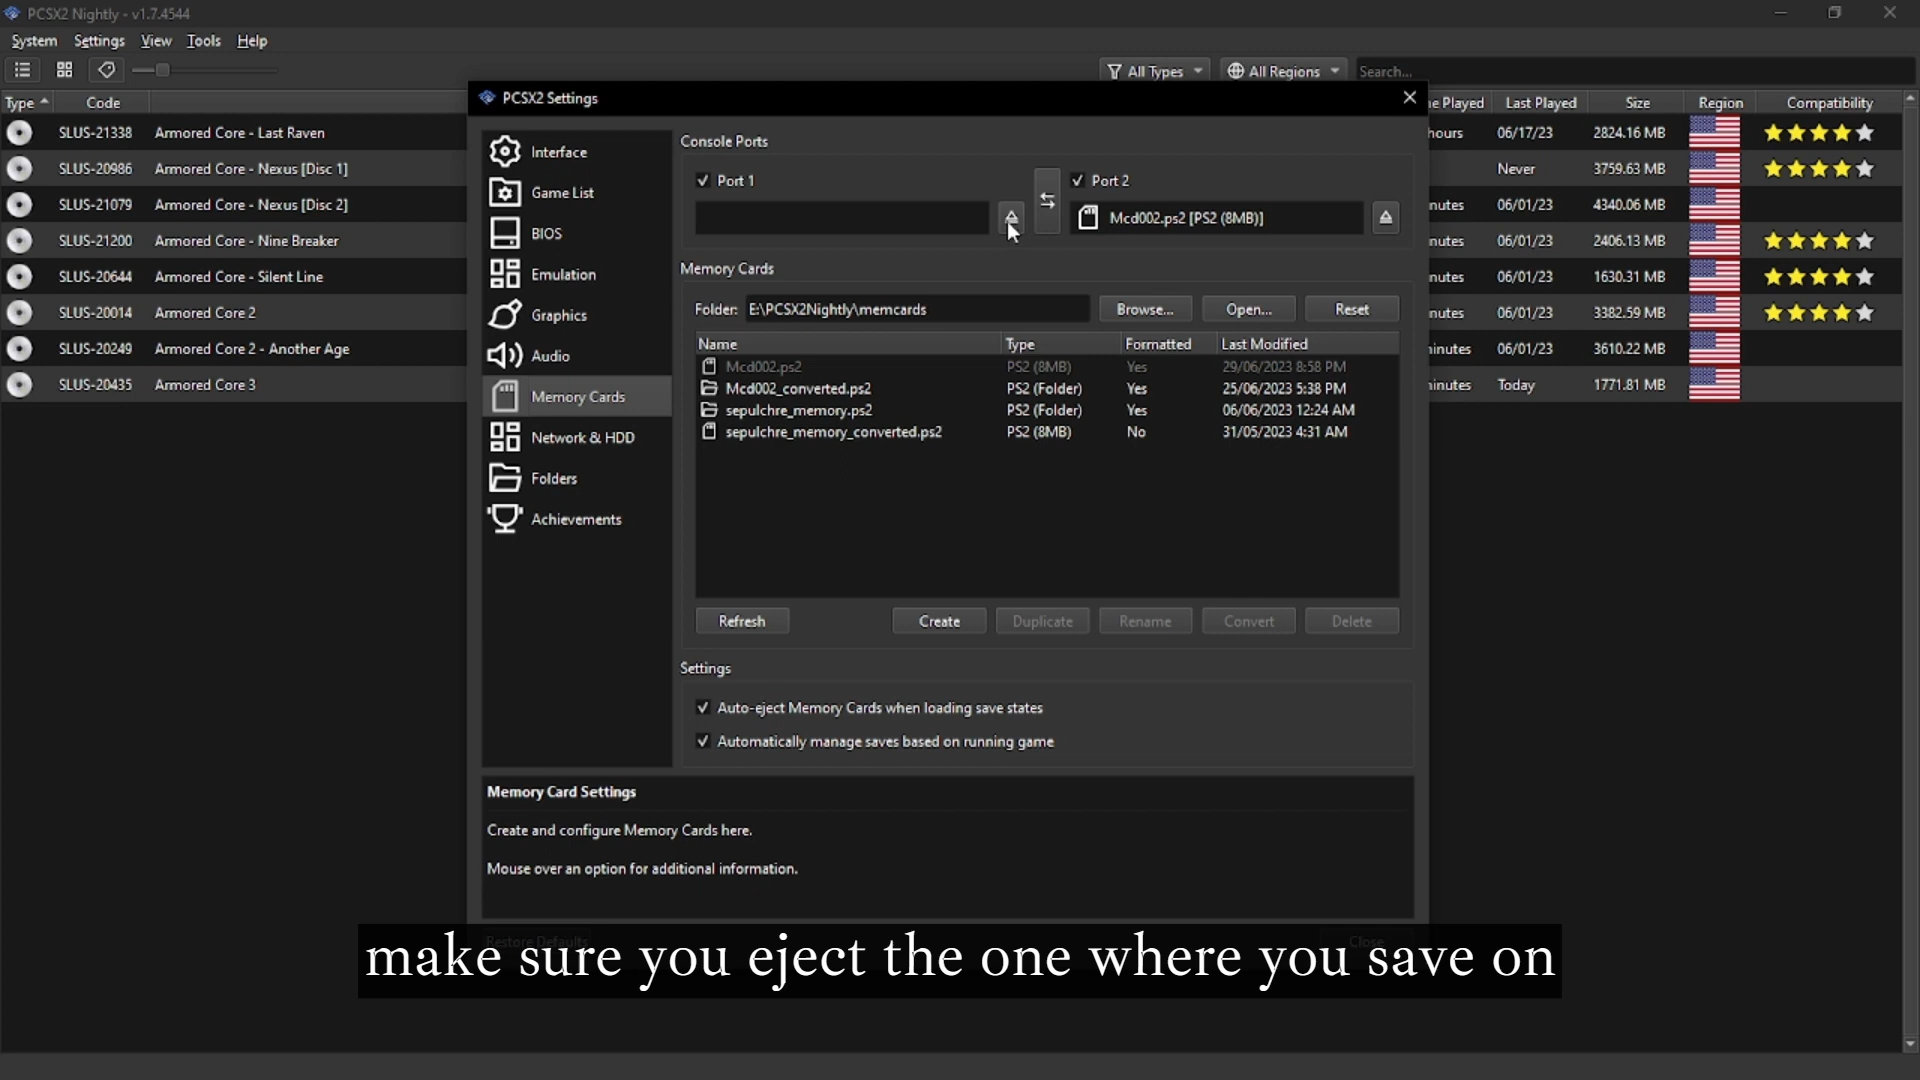 PCSX2 Nightly - v1.7.4544
System Settings View Tools Help
All Types All Regions Search...
Type Code
PCSX2 Settings
Played Last Played Size Region Compatibility
SLUS-21338 Armored Core - Last Raven
hours 06/17/23 2824.16 MB
SLUS-20986 Armored Core - Nexus [Disc 1]
Never 3759.63 MB
SLUS-21079 Armored Core - Nexus [Disc 2]
nutes 06/01/23 4340.06 MB
SLUS-21200 Armored Core - Nine Breaker
nutes 06/01/23 2406.13 MB
SLUS-20644 Armored Core - Silent Line
nutes 06/01/23 1630.31 MB
SLUS-20014 Armored Core 2
nutes 06/01/23 3382.59 MB
SLUS-20249 Armored Core 2 - Another Age
inutes 06/01/23 3610.22 MB
SLUS-20435 Armored Core 3
inutes Today 1771.81 MB
Interface
Game List
BIOS
Emulation
Graphics
Audio
Memory Cards
Network & HDD
Folders
Achievements
Console Ports
Port 1
Port 2
Mcd002.ps2 [PS2 (8MB)]
Memory Cards
Folder: E:\PCSX2Nightly\memcards Browse... Open... Reset
Name Type Formatted Last Modified
Mcd002.ps2 PS2 (8MB) Yes 29/06/2023 8:58 PM
Mcd002_converted.ps2 PS2 (Folder) Yes 25/06/2023 5:38 PM
sepulchre_memory.ps2 PS2 (Folder) Yes 06/06/2023 12:24 AM
sepulchre_memory_converted.ps2 PS2 (8MB) No 31/05/2023 4:31 AM
Refresh Create Duplicate Rename Convert Delete
Settings
Auto-eject Memory Cards when loading save states
Automatically manage saves based on running game
Memory Card Settings
Create and configure Memory Cards here.
Mouse over an option for additional information.
Restore Defaults Close
make sure you eject the one where you save on